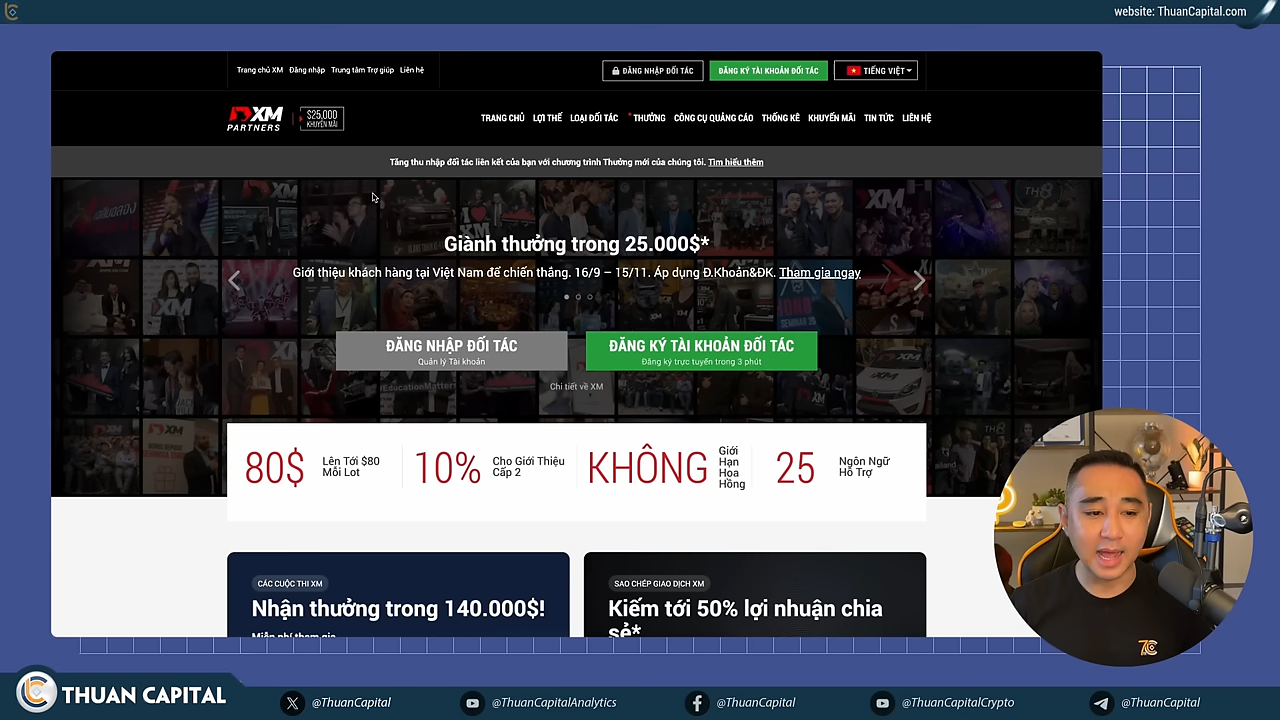 website: ThuanCapital.com
Trang chủ XM Đăng nhập Trung tâm Trợ giúp Liên hệ
ĐĂNG NHẬP ĐỐI TÁC
ĐĂNG KÝ TÀI KHOẢN ĐỐI TÁC
TIẾNG VIỆT
XM
PARTNERS
$25,000
KHUYẾN MÃI
TRANG CHỦ LỢI THẾ LOẠI ĐỐI TÁC THƯỞNG CÔNG CỤ QUẢNG CÁO THỐNG KÊ KHUYẾN MÃI TIN TỨC LIÊN HỆ
Tăng thu nhập đối tác liên kết của bạn với chương trình Thưởng mới của chúng tôi. Tìm hiểu thêm
Giành thưởng trong 25.000$*
Giới thiệu khách hàng tại Việt Nam để chiến thắng. 16/9 – 15/11. Áp dụng Đ.Khoản&ĐK. Tham gia ngay
ĐĂNG NHẬP ĐỐI TÁC
Quản lý Tài khoản
ĐĂNG KÝ TÀI KHOẢN ĐỐI TÁC
Đăng ký trực tuyến trong 3 phút
Chi tiết về XM
80$
Lên Tới $80
Mỗi Lot
10%
Cho Giới Thiệu
Cấp 2
KHÔNG
Giới
Hạn
Hoa
Hồng
25
Ngôn Ngữ
Hỗ Trợ
CÁC CUỘC THI XM
Nhận thưởng trong 140.000$!
Miễn phí tham gia
SAO CHÉP GIAO DỊCH XM
Kiếm tới 50% lợi nhuận chia
sẻ*
THUAN CAPITAL
@ThuanCapital
@ThuanCapitalAnalytics
@ThuanCapital
@ThuanCapitalCrypto
@ThuanCapital